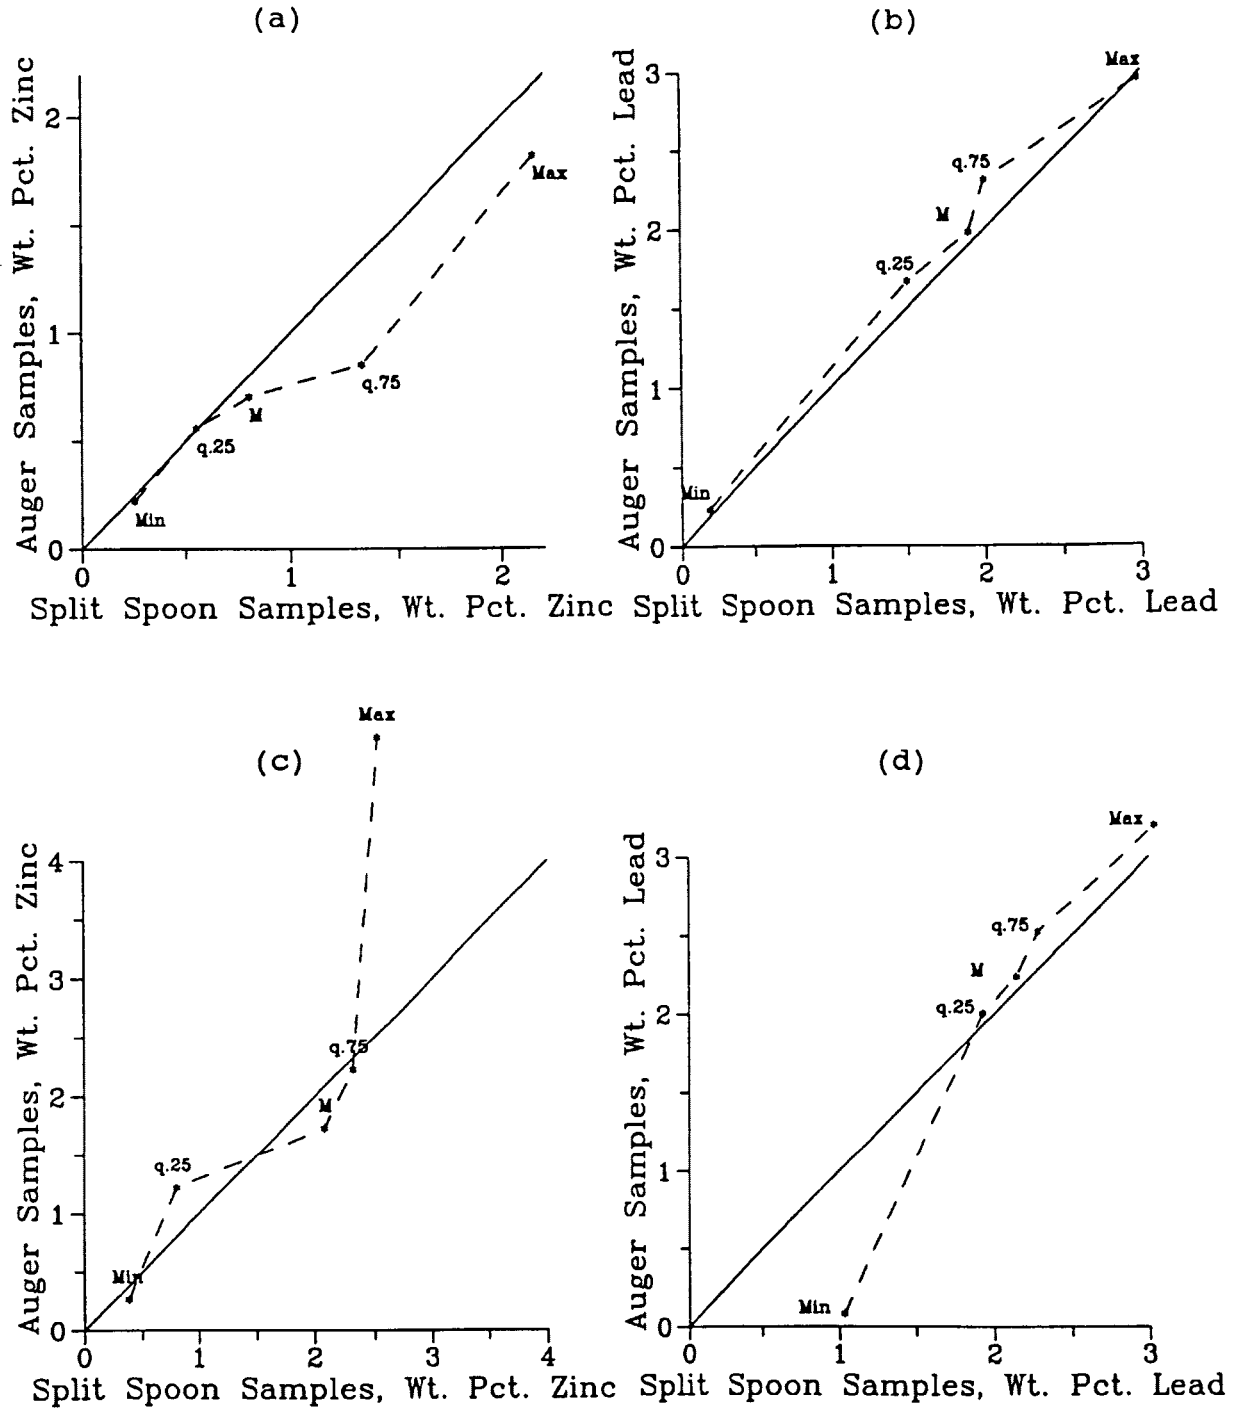 (a)
Auger Samples, Wt. Pct. Zinc
2
1
0
Max
q.75
M
q.25
Min
0 1 2
Split Spoon Samples, Wt. Pct. Zinc
(b)
Auger Samples, Wt. Pct. Lead
3
2
1
0
Max
q.75
M
q.25
Min
0 1 2 3
Split Spoon Samples, Wt. Pct. Lead
(c)
Auger Samples, Wt. Pct. Zinc
4
3
2
1
0
Max
q.75
M
q.25
Min
0 1 2 3 4
Split Spoon Samples, Wt. Pct. Zinc
(d)
Auger Samples, Wt. Pct. Lead
3
2
1
0
Max
q.75
M
q.25
Min
0 1 2 3
Split Spoon Samples, Wt. Pct. Lead